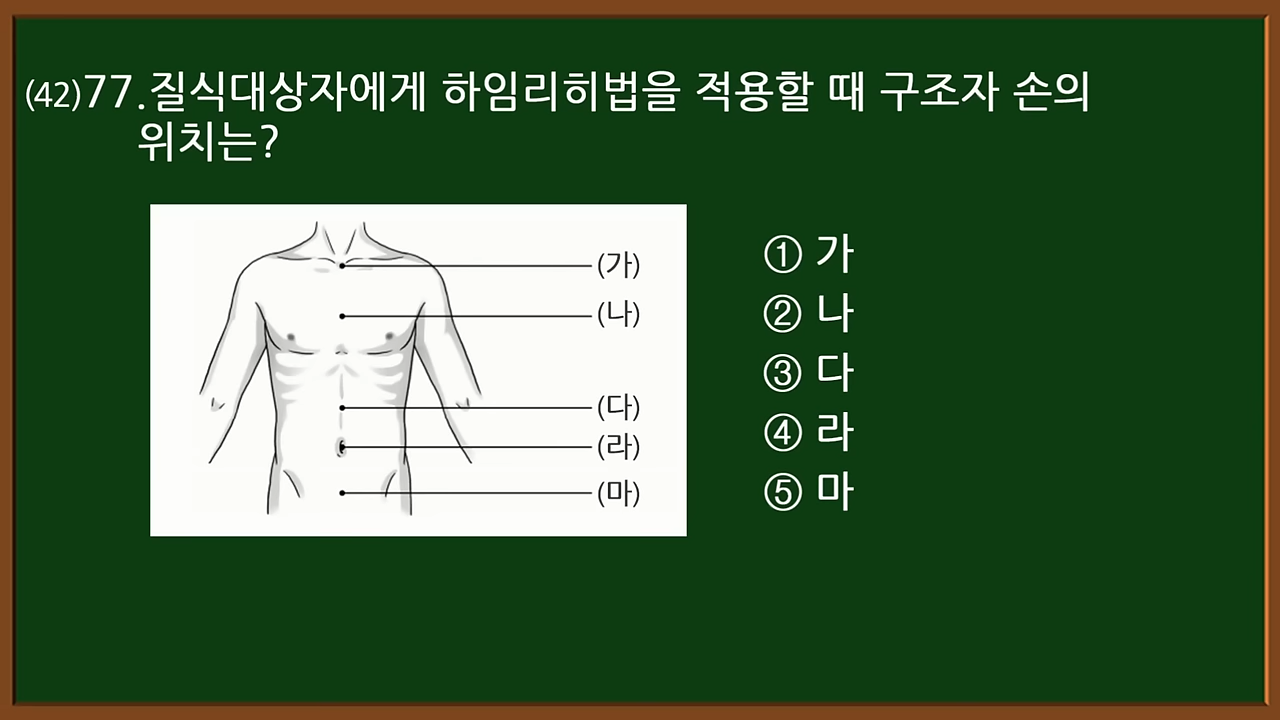 (42)77.질식대상자에게 하임리히법을 적용할 때 구조자 손의
위치는?
(가)
(나)
(다)
(라)
(마)
① 가
② 나
③ 다
④ 라
⑤ 마